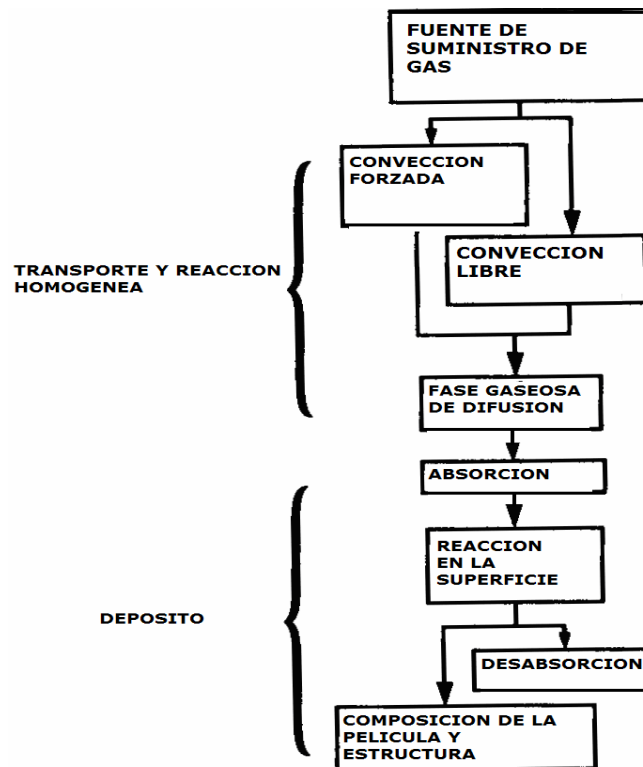 FUENTE DE
SUMINISTRO DE
GAS
CONVECCION
FORZADA
CONVECCION
LIBRE
TRANSPORTE Y REACCION
HOMOGENEA
FASE GASEOSA
DE DIFUSION
ABSORCION
REACCION
EN LA
SUPERFICIE
DEPOSITO
DESABSORCION
COMPOSICION DE LA
PELICULA Y
ESTRUCTURA